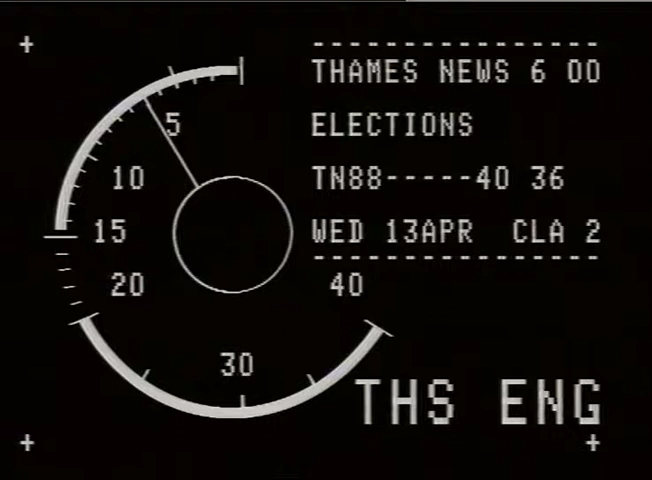 THAMES NEWS 6 00
ELECTIONS
TN88-----40 36
WED 13APR CLA 2
5
10
15
20
30
40
THS ENG